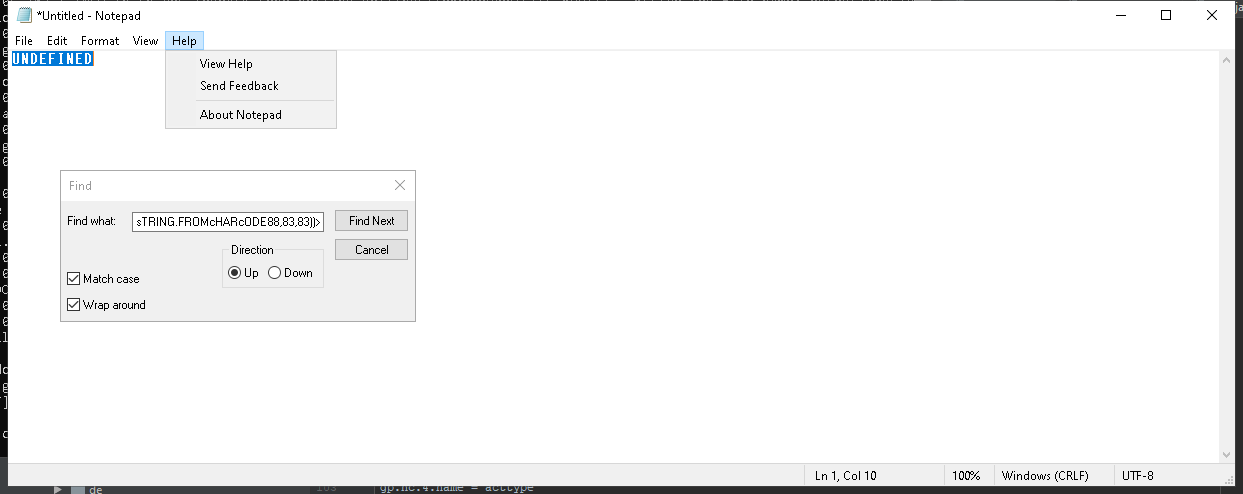 *Untitled - Notepad
File Edit Format View Help
UNDEFINED
View Help
Send Feedback
About Notepad
Find
Find what: sTRING.FROMcHARcODE88,83,83))> Find Next
Direction Cancel
Up Down
Match case
Wrap around
Ln 1, Col 10 100% Windows (CRLF) UTF-8
de gp.nc.4.name = acctype